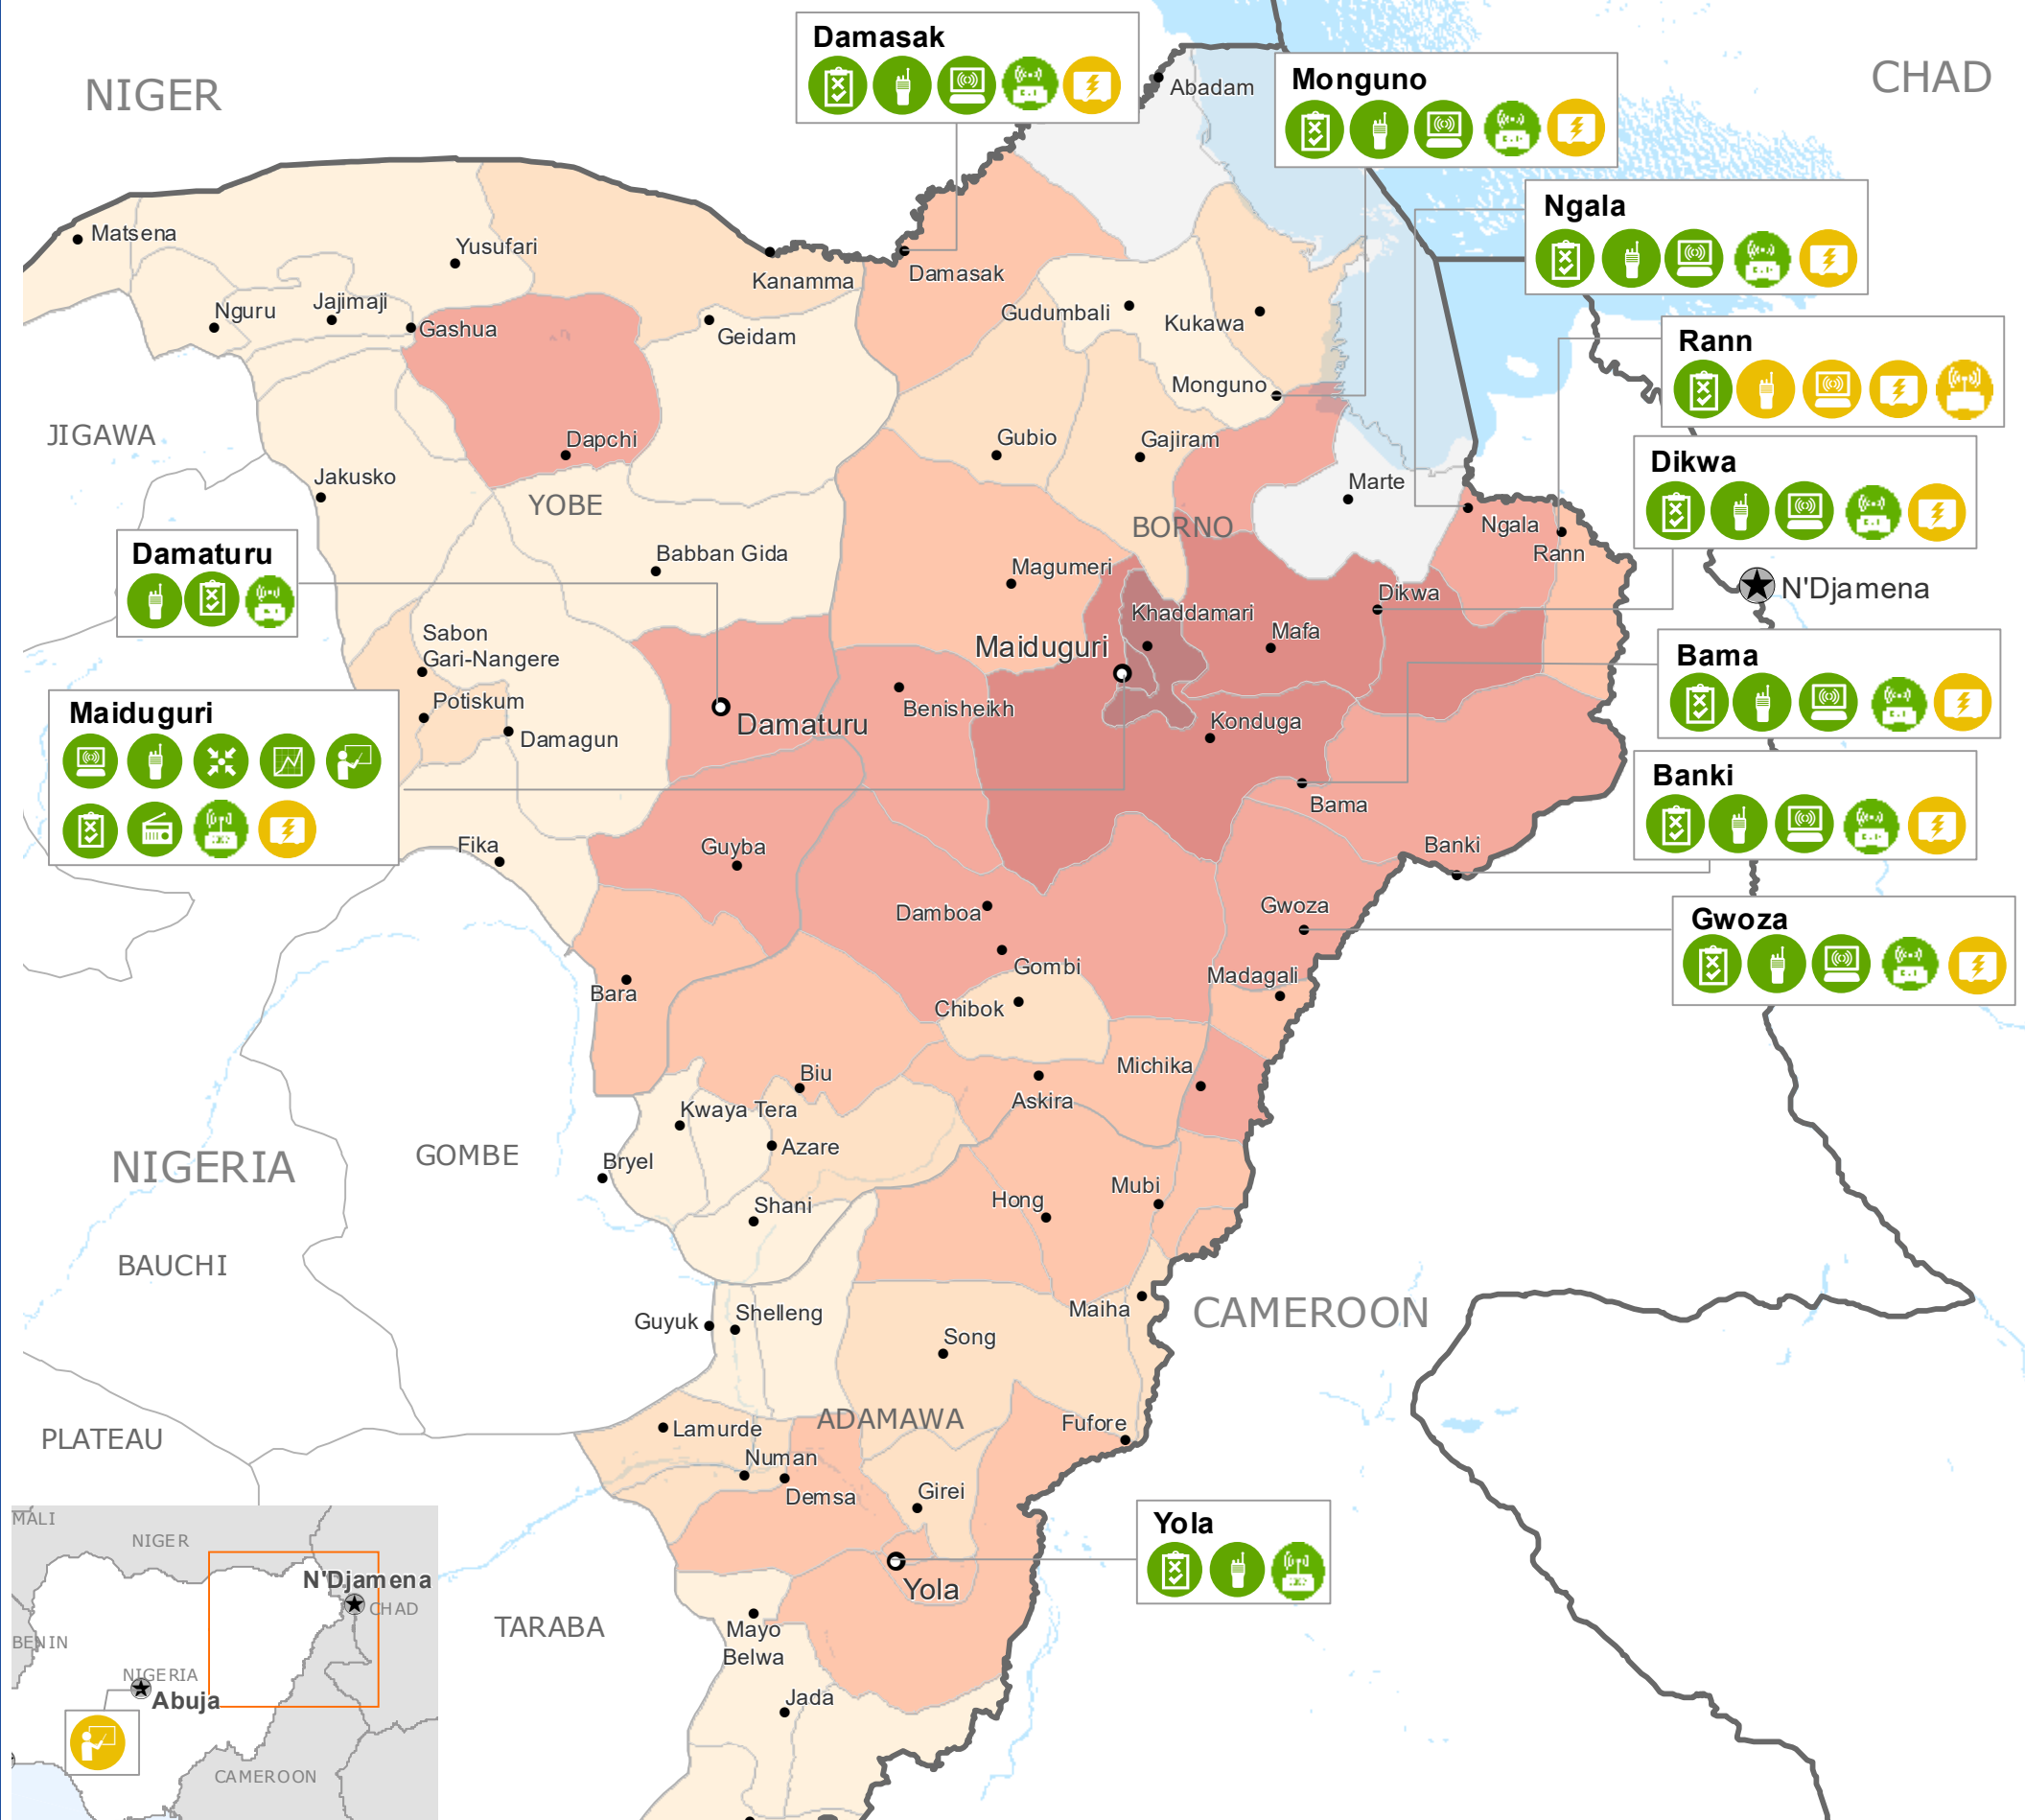 Damasak
NIGER
Abadam
Monguno
CHAD
Ngala
Matsena
Yusufari
Kanamma
Damasak
Nguru
Jajimaji
Gashua
Geidam
Gudumbali
Kukawa
Rann
Monguno
JIGAWA
Dapchi
Gubio
Gajiram
Dikwa
Jakusko
YOBE
Marte
BORNO
Ngala
Rann
Damaturu
Babban Gida
Magumeri
Dikwa
N'Djamena
Khaddamari
Mafa
Sabon
Gari-Nangere
Maiduguri
Bama
Potiskum
Maiduguri
Damagun
Damaturu
Benisheikh
Konduga
Bama
Banki
Fika
Guyba
Banki
Damboa
Gwoza
Gwoza
Gombi
Madagali
Bara
Chibok
Michika
Biu
Askira
Kwaya Tera
Azare
NIGERIA
GOMBE
Bryel
Mubi
Hong
Shani
BAUCHI
Maiha
CAMEROON
Guyuk
Shelleng
Song
ADAMAWA
Fufore
PLATEAU
Lamurde
Numan
Demsa
Girei
MALI
NIGER
Yola
N'Djamena
CHAD
Yola
TARABA
Mayo
Belwa
BENIN
NIGERIA
Abuja
Jada
CAMEROON